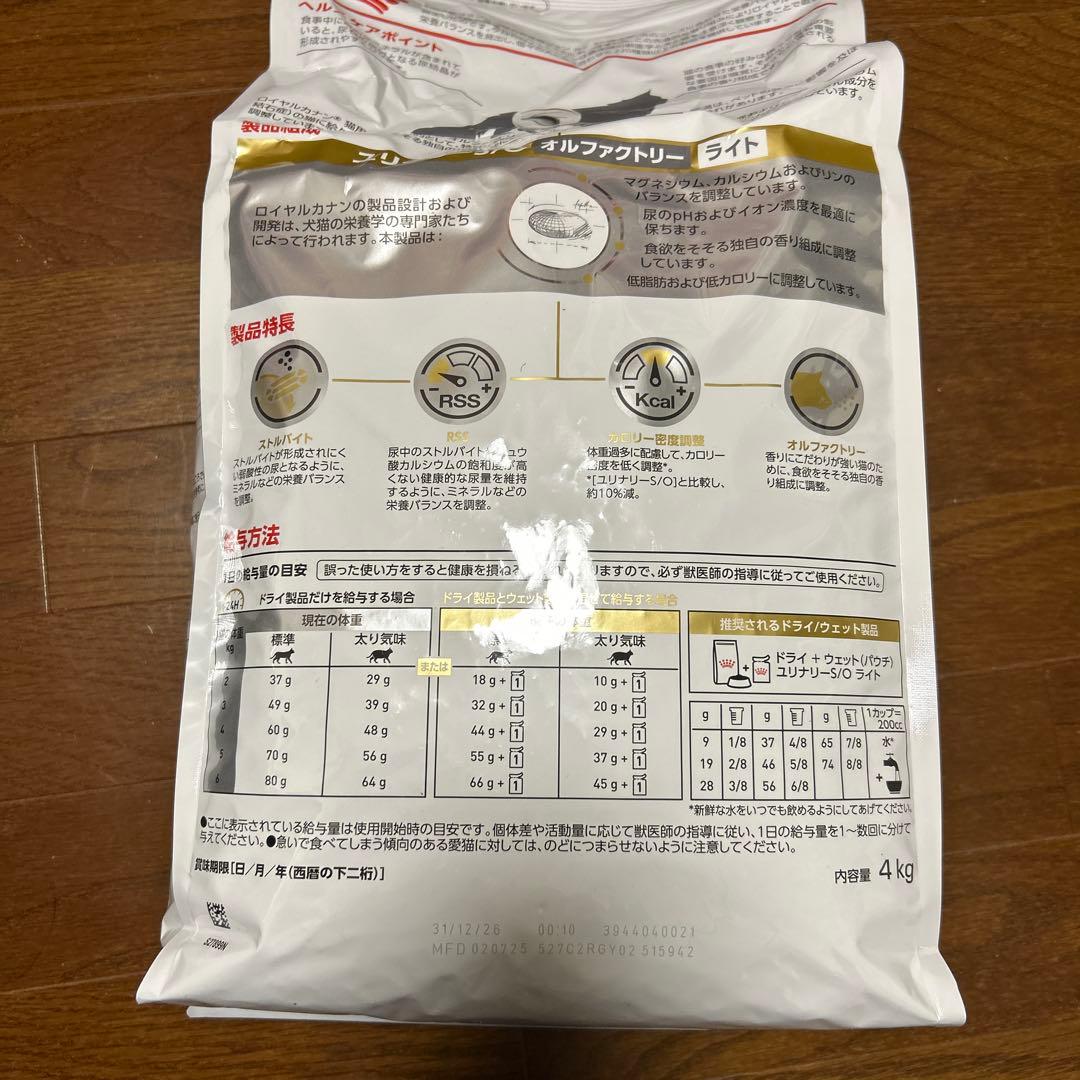 ヘル
ケアポイント
食事中に
製品組成
オルファクトリー ライト
ロイヤルカナンの製品設計および
開発は、犬猫の栄養学の専門家たち
によって行われます。本製品は:
マグネシウム、カルシウムおよびリンの
バランスを調整しています。
尿のpHおよびイオン濃度を最適に
保ちます。
食欲をそそる独自の香り組成に調整
しています。
低脂肪および低カロリーに調整しています。
製品特長
RSS
Kcal
ストルバイト
ストルバイトが形成されにく
い弱酸性の尿となるように、
ミネラルなどの栄養バランス
を調整。
RSS
尿中のストルバイト ュウ
酸カルシウムの飽和度が高
くない健康的な尿量を維持
するように、ミネラルなどの
栄養バランスを調整。
カロリー密度調整
体重過多に配慮して、カロリー
密度を低く調整*。
*[ユリナリーS/O]と比較し、
約10%減。
オルファクトリー
香りにこだわりが強い猫のた
めに、食欲をそそる独自の香
り組成に調整。
与方法
1日の給与量の目安 誤った使い方をすると健康を損ね りますので、必ず獣医師の指導に従ってご使用ください。
24H
ドライ製品だけを給与する場合 ドライ製品とウェット 混ぜて給与する場合
現在の体重
体重
kg
標準 太り気味 太り気味
または
2 37 g 29 g 18 g + 1 10 g + 1
3 49 g 39 g 32 g + 1 20 g + 1
4 60 g 48 g 44 g + 1 29 g + 1
5 70 g 56 g 55 g + 1 37 g + 1
6 80 g 64 g 66 g + 1 45 g + 1
推奨されるドライ/ウェット製品
ドライ + ウェット(パウチ)
ユリナリーS/O ライト
g g g 1カップ=
200cc
9 1/8 37 4/8 65 7/8 水*
19 2/8 46 5/8 74 8/8
28 3/8 56 6/8 +
*新鮮な水をいつでも飲めるようにしてあげてください。
●ここに表示されている給与量は使用開始時の目安です。個体差や活動量に応じて獣医師の指導に従い、1日の給与量を1〜数回に分けて
与えてください。●急いで食べてしまう傾向のある愛猫に対しては、のどにつまらせないように注意してください。
賞味期限[日/月/年(西暦の下二桁)]
内容量 4 kg
31/12/26 00:10 3944040021
MFD 020725 527C2RGY02 515942